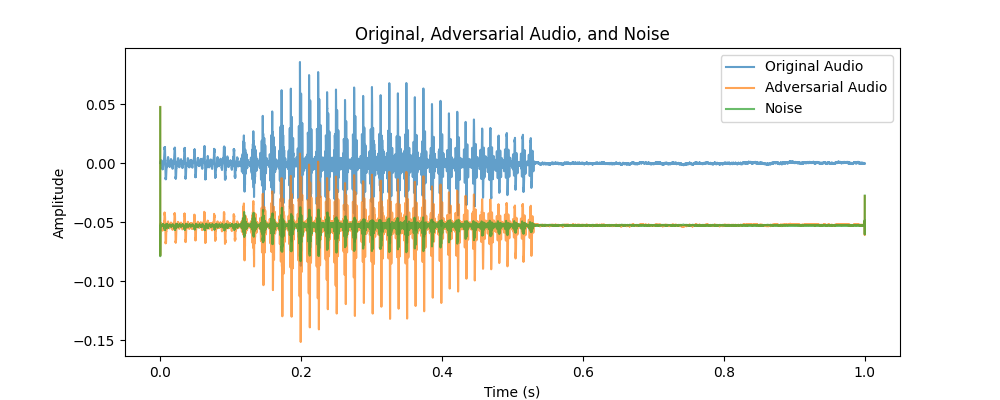 Original, Adversarial Audio, and Noise
Original Audio
Adversarial Audio
Noise
Amplitude
0.05
0.00
−0.05
−0.10
−0.15
0.0 0.2 0.4 0.6 0.8 1.0
Time (s)